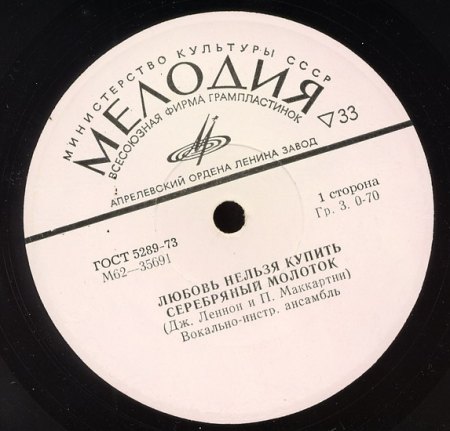 МИНИСТЕРСТВО КУЛЬТУРЫ СССР
МЕЛОДИЯ
ВСЕСОЮЗНАЯ ФИРМА ГРАМПЛАСТИНОК
▷33
АПРЕЛЕВСКИЙ ОРДЕНА ЛЕНИНА ЗАВОД
1 сторона
Гр. 3. 0-70
ГОСТ 5289-73
М62—35691
ЛЮБОВЬ НЕЛЬЗЯ КУПИТЬ
СЕРЕБРЯНЫЙ МОЛОТОК
(Дж. Леннон и П. Маккартни)
Вокально-инстр. ансамбль